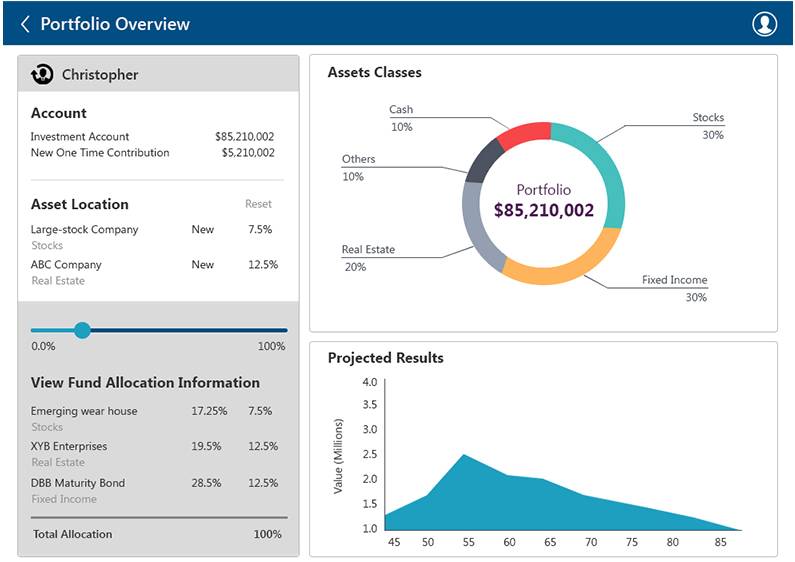 Portfolio Overview
Christopher
Account
Investment Account $85,210,002
New One Time Contribution $5,210,002
Asset Location Reset
Large-stock Company New 7.5%
Stocks
ABC Company New 12.5%
Real Estate
0.0% 100%
View Fund Allocation Information
Emerging wear house 17.25% 7.5%
Stocks
XYB Enterprises 19.5% 12.5%
Real Estate
DBB Maturity Bond 28.5% 12.5%
Fixed Income
Total Allocation 100%
Assets Classes
Cash
10%
Stocks
30%
Others
10%
Portfolio
$85,210,002
Real Estate
20%
Fixed Income
30%
Projected Results
Value (Millions)
4.0
3.5
3.0
2.5
2.0
1.5
1.0
45 50 55 60 65 70 75 80 85